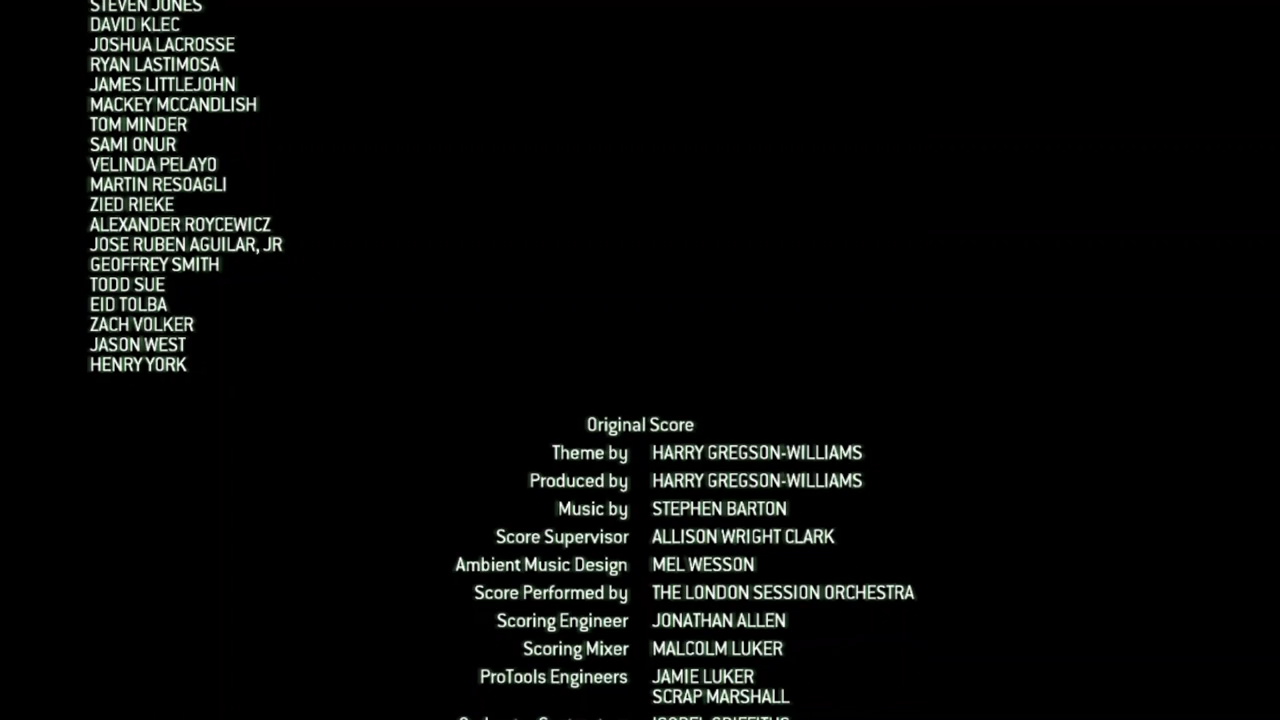 STEVEN JONES
DAVID KLEC
JOSHUA LACROSSE
RYAN LASTIMOSA
JAMES LITTLEJOHN
MACKEY MCCANDLISH
TOM MINDER
SAMI ONUR
VELINDA PELAYO
MARTIN RESOAGLI
ZIED RIEKE
ALEXANDER ROYCEWICZ
JOSE RUBEN AGUILAR, JR
GEOFFREY SMITH
TODD SUE
EID TOLBA
ZACH VOLKER
JASON WEST
HENRY YORK
Original Score
Theme by HARRY GREGSON-WILLIAMS
Produced by HARRY GREGSON-WILLIAMS
Music by STEPHEN BARTON
Score Supervisor ALLISON WRIGHT CLARK
Ambient Music Design MEL WESSON
Score Performed by THE LONDON SESSION ORCHESTRA
Scoring Engineer JONATHAN ALLEN
Scoring Mixer MALCOLM LUKER
ProTools Engineers JAMIE LUKER
SCRAP MARSHALL